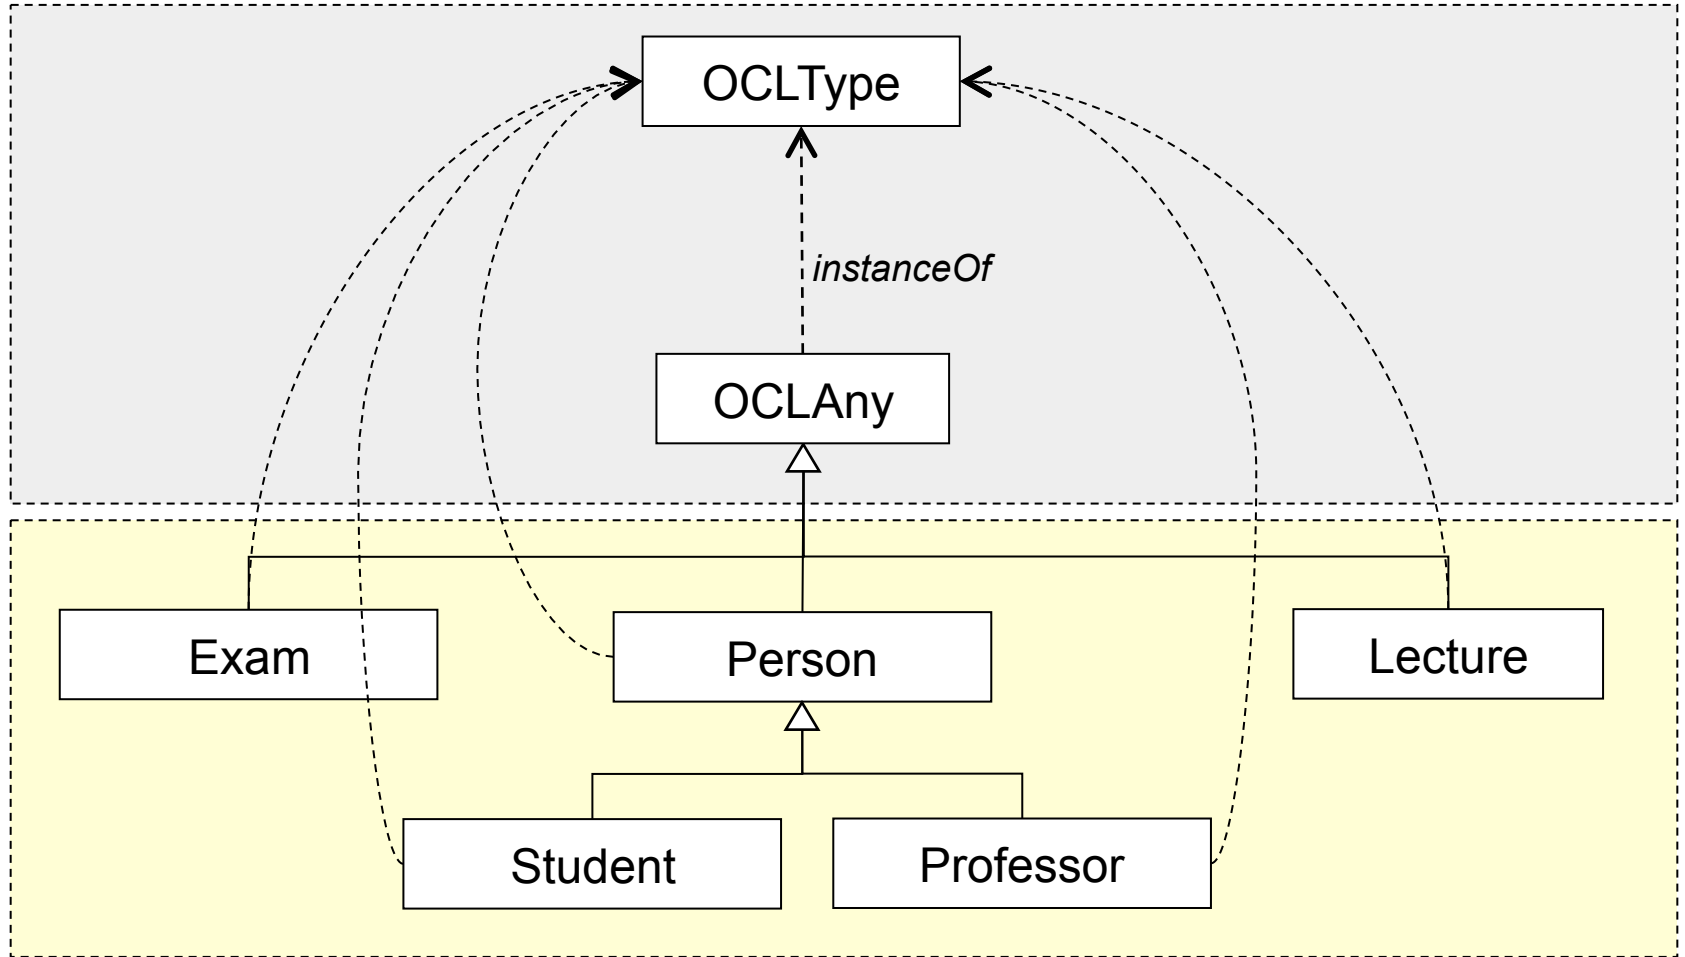 OCLType
instanceOf
OCLAny
Exam
Person
Lecture
Student
Professor